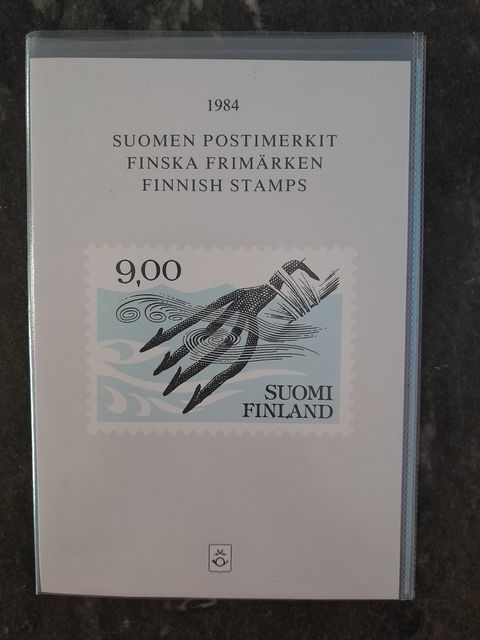 1984
SUOMEN POSTIMERKIT
FINSKA FRIMÄRKEN
FINNISH STAMPS
9,00
SUOMI
FINLAND